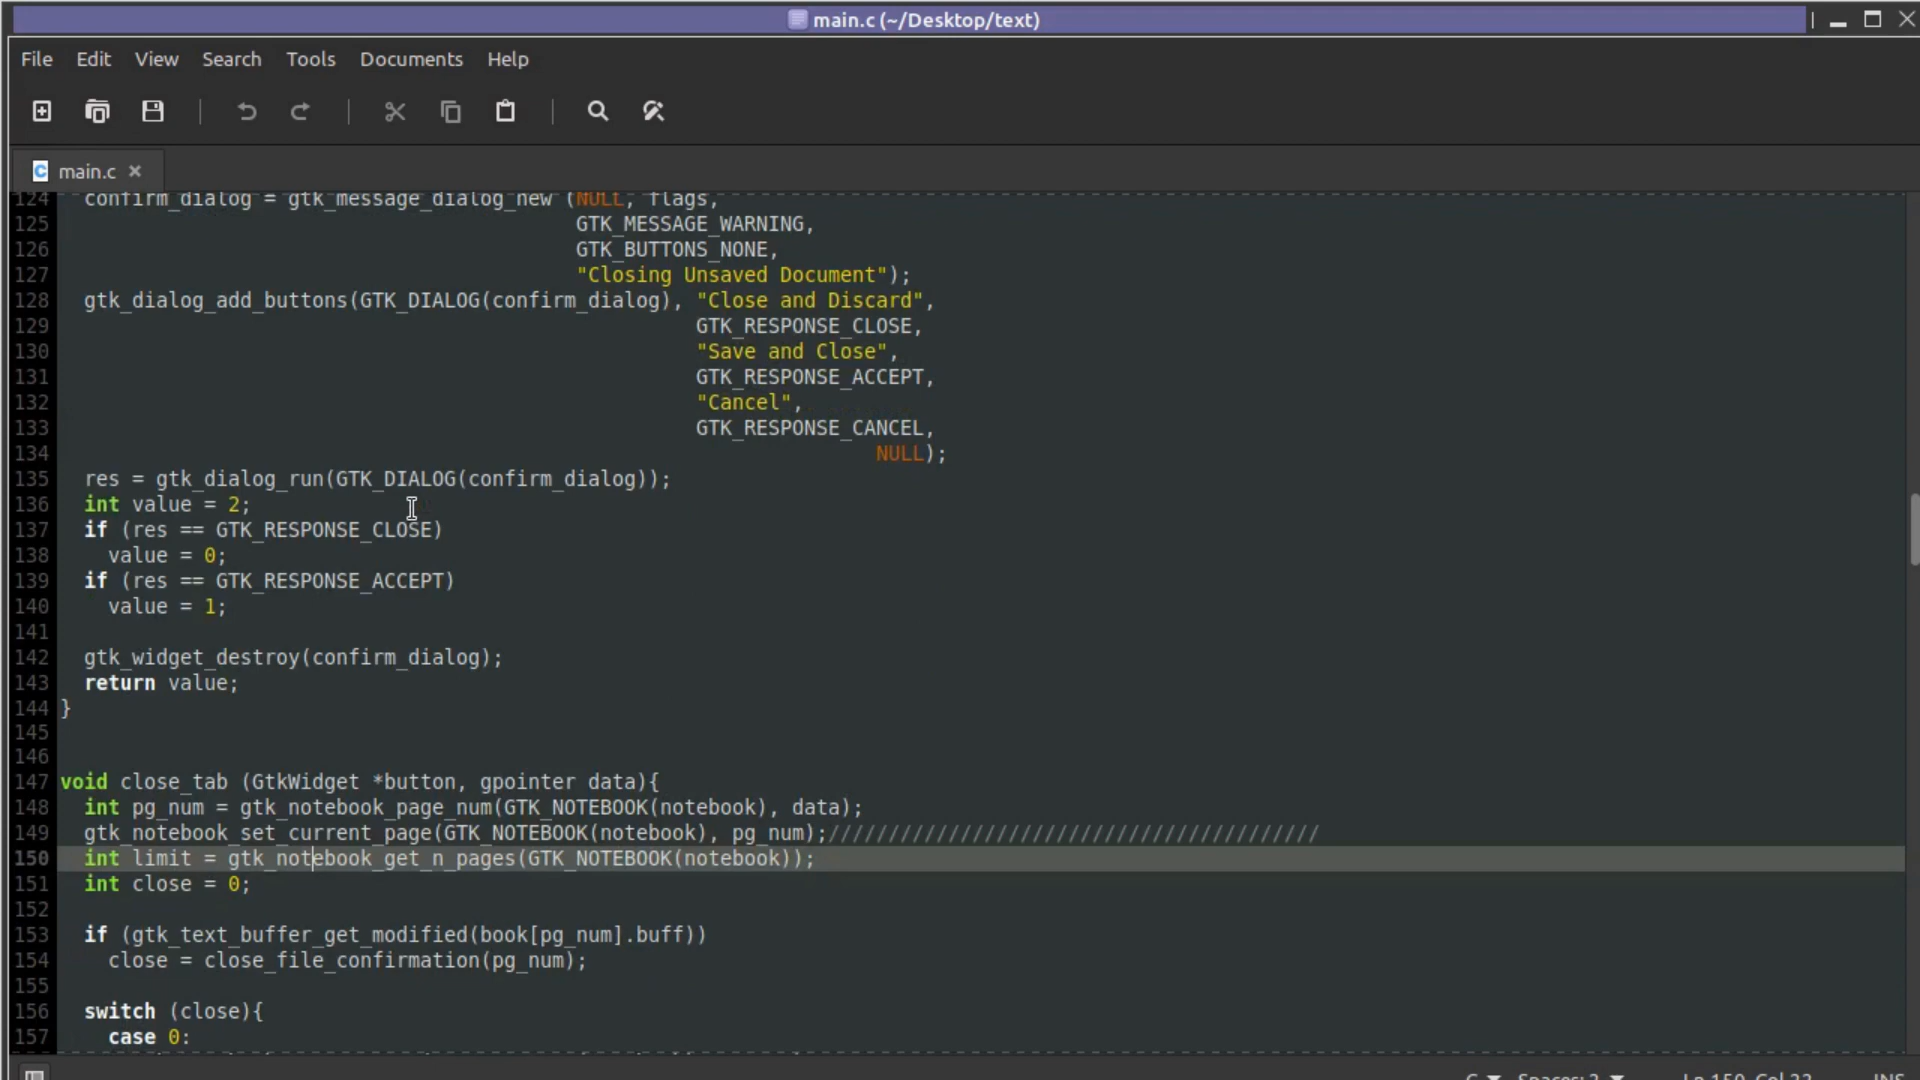 main.c (~/Desktop/text)
File Edit View Search Tools Documents Help
main.c
124 confirm_dialog = gtk_message_dialog_new (NULL, flags,
125 GTK_MESSAGE_WARNING,
126 GTK_BUTTONS_NONE,
127 "Closing Unsaved Document");
128 gtk_dialog_add_buttons(GTK_DIALOG(confirm_dialog), "Close and Discard",
129 GTK_RESPONSE_CLOSE,
130 "Save and Close",
131 GTK_RESPONSE_ACCEPT,
132 "Cancel",
133 GTK_RESPONSE_CANCEL,
134 NULL);
135 res = gtk_dialog_run(GTK_DIALOG(confirm_dialog));
136 int value = 2;
137 if (res == GTK_RESPONSE_CLOSE)
138 value = 0;
139 if (res == GTK_RESPONSE_ACCEPT)
140 value = 1;
141
142 gtk_widget_destroy(confirm_dialog);
143 return value;
144 }
145
146
147 void close_tab (GtkWidget *button, gpointer data){
148 int pg_num = gtk_notebook_page_num(GTK_NOTEBOOK(notebook), data);
149 gtk_notebook_set_current_page(GTK_NOTEBOOK(notebook), pg_num);/////////////////////////////////////////
150 int limit = gtk_notebook_get_n_pages(GTK_NOTEBOOK(notebook));
151 int close = 0;
152
153 if (gtk_text_buffer_get_modified(book[pg_num].buff))
154 close = close_file_confirmation(pg_num);
155
156 switch (close){
157 case 0: